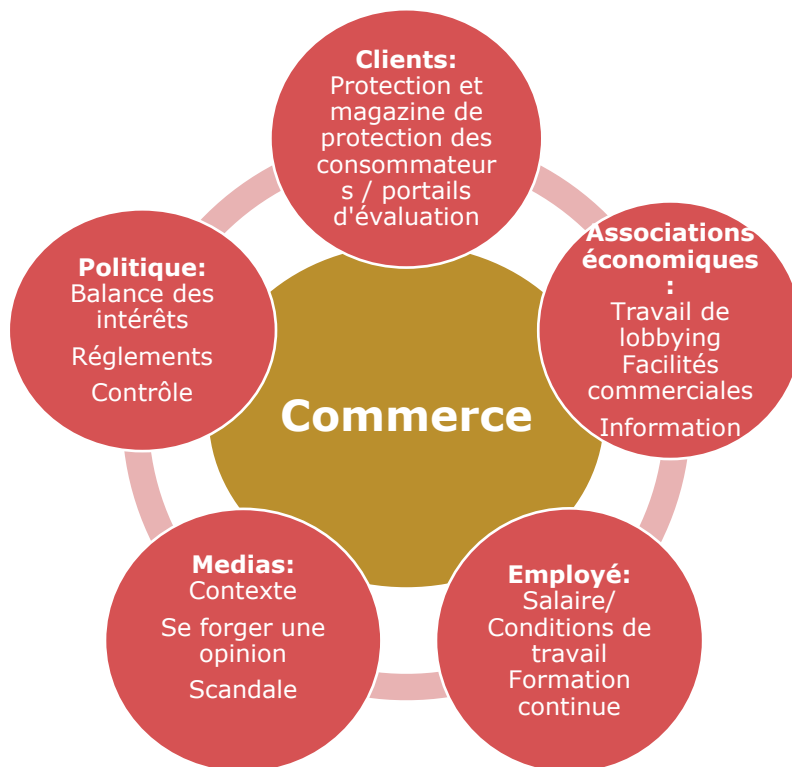 Clients:
Protection et
magazine de
protection des
consommateur
s / portails
d'évaluation
Associations
économiques
:
Travail de
lobbying
Facilités
commerciales
Information
Employé:
Salaire/
Conditions de
travail
Formation
continue
Medias:
Contexte
Se forger une
opinion
Scandale
Politique:
Balance des
intérêts
Réglements
Contrôle
Commerce